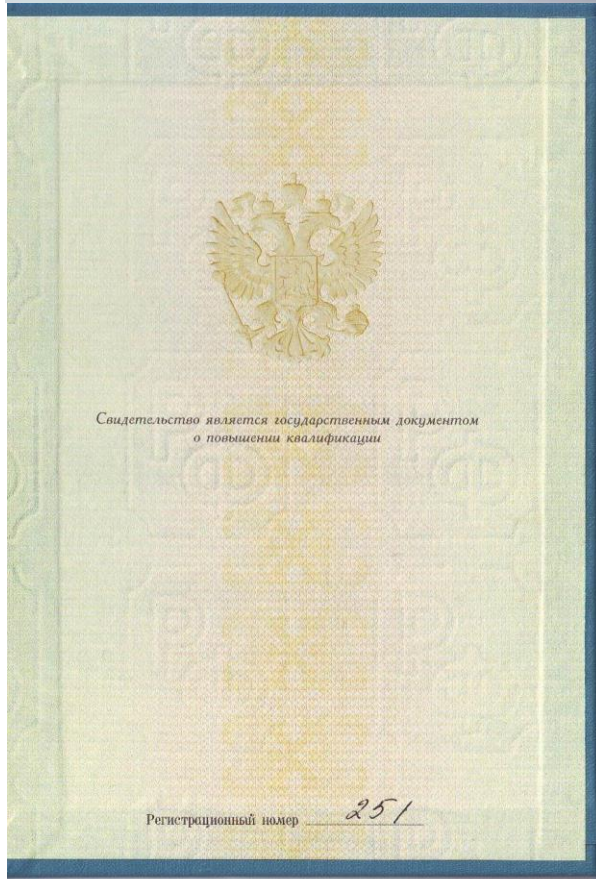 Свидетельство является государственным документом
о повышении квалификации
Регистрационный номер 251